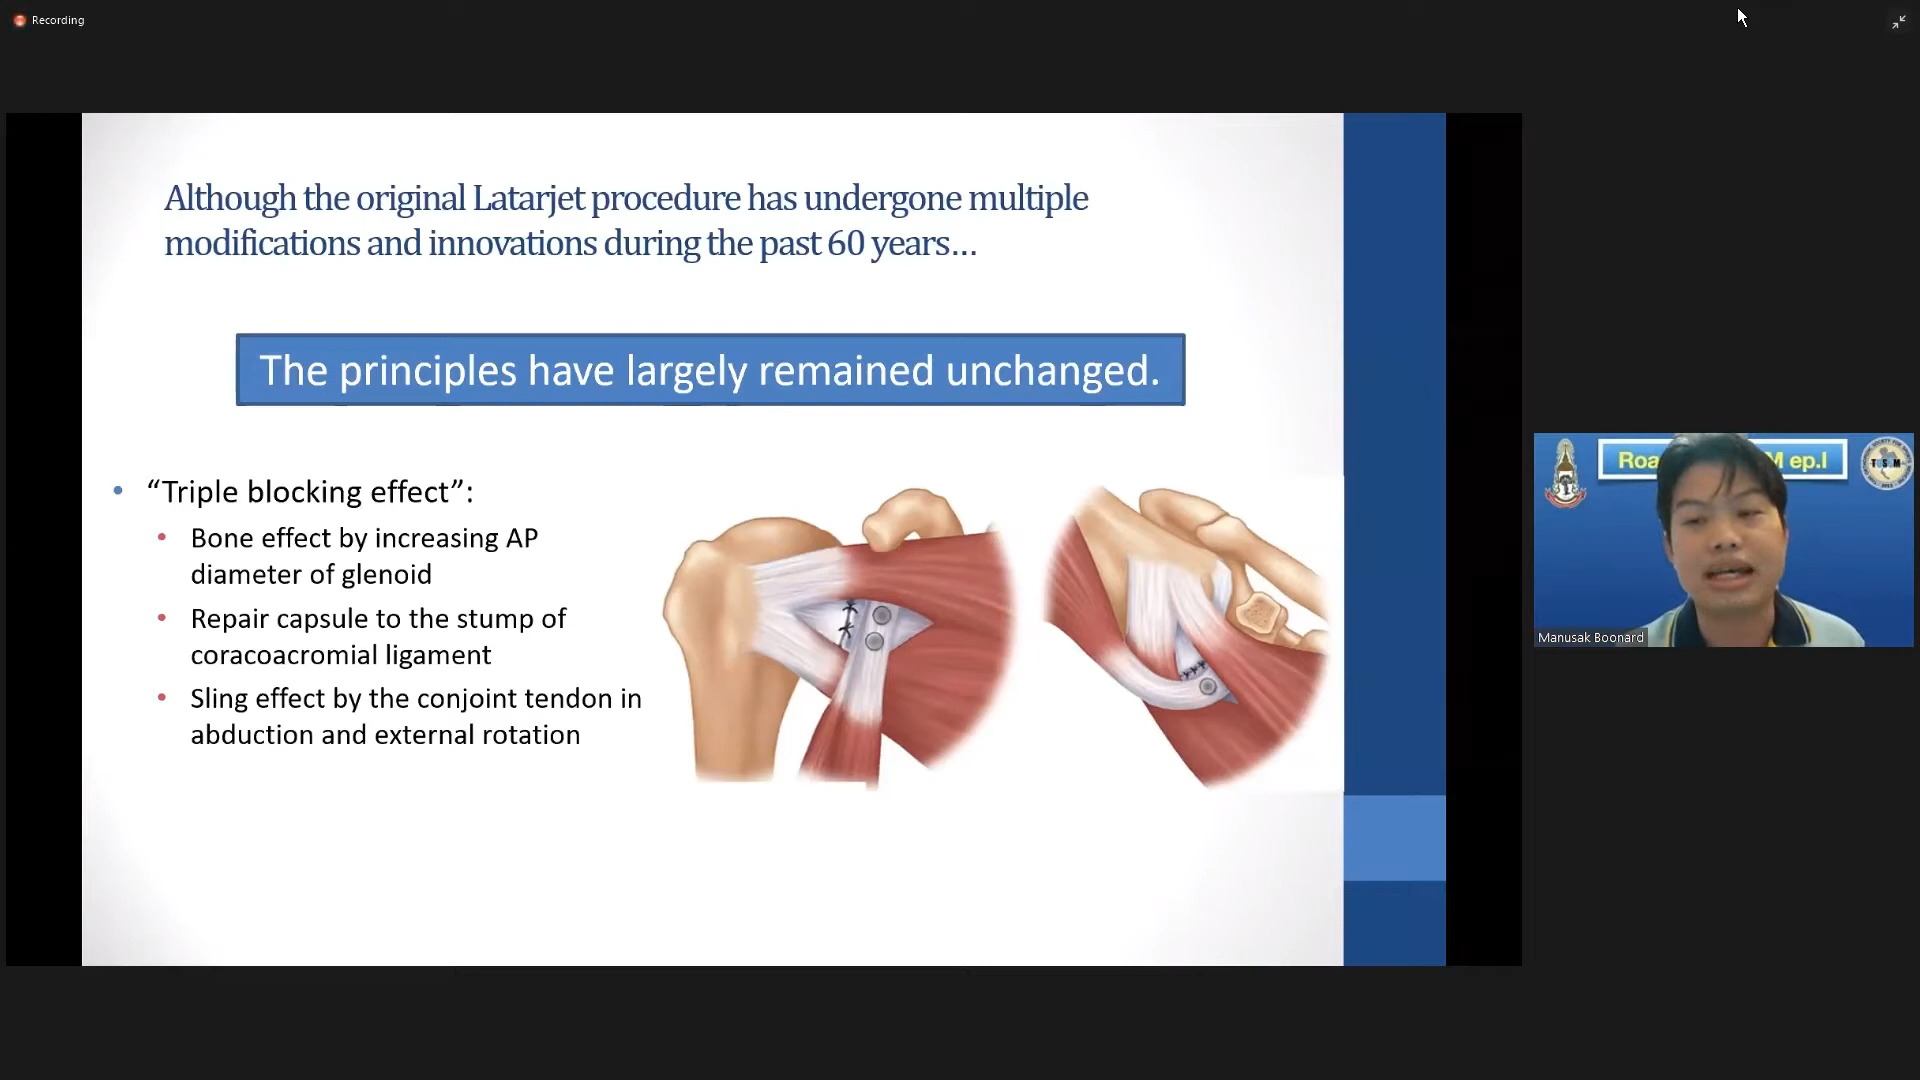 Recording
Although the original Latarjet procedure has undergone multiple
modifications and innovations during the past 60 years…
The principles have largely remained unchanged.
• “Triple blocking effect”:
• Bone effect by increasing AP
diameter of glenoid
• Repair capsule to the stump of
coracoacromial ligament
• Sling effect by the conjoint tendon in
abduction and external rotation
ep.I
Manusak Boonard